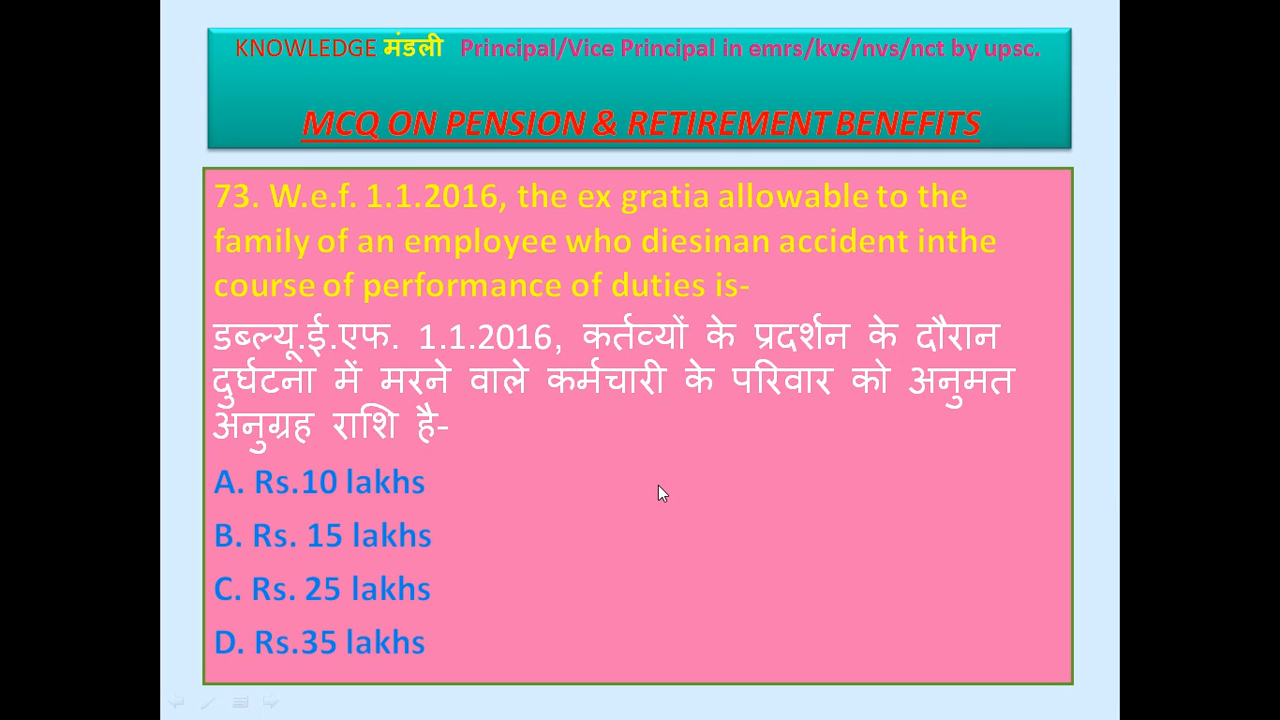 KNOWLEDGE मंडली Principal/Vice Principal in emrs/kvs/nvs/nct by upsc.
MCQ ON PENSION & RETIREMENT BENEFITS
73. W.e.f. 1.1.2016, the ex gratia allowable to the
family of an employee who diesinan accident inthe
course of performance of duties is-
डब्ल्यू.ई.एफ. 1.1.2016, कर्तव्यों के प्रदर्शन के दौरान
दुर्घटना में मरने वाले कर्मचारी के परिवार को अनुमत
अनुग्रह राशि है-
A. Rs.10 lakhs
B. Rs. 15 lakhs
C. Rs. 25 lakhs
D. Rs.35 lakhs